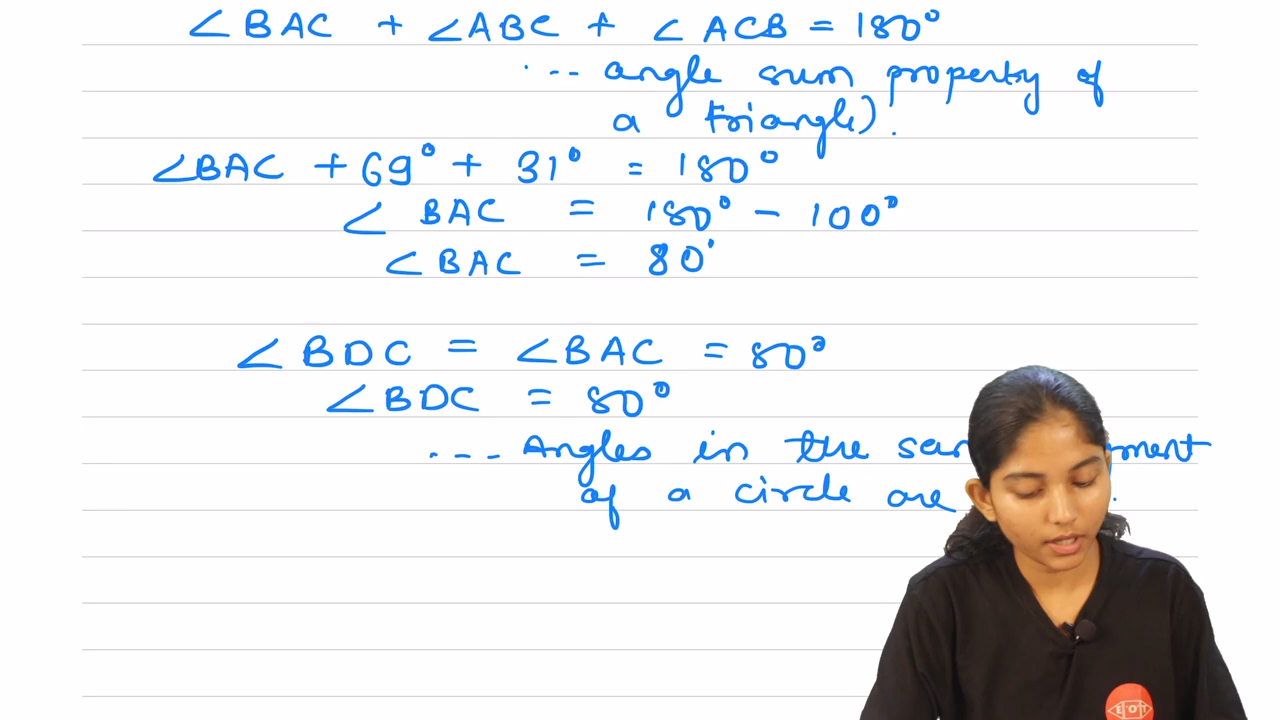 ∠BAC + ∠ABC + ∠ACB = 180°
... angle sum property of
a triangle).
∠BAC + 69° + 31° = 180°
∠BAC = 180° - 100°
∠BAC = 80°
∠BDC = ∠BAC = 80°
∠BDC = 80°
... Angles in the
of a circle are
EOT